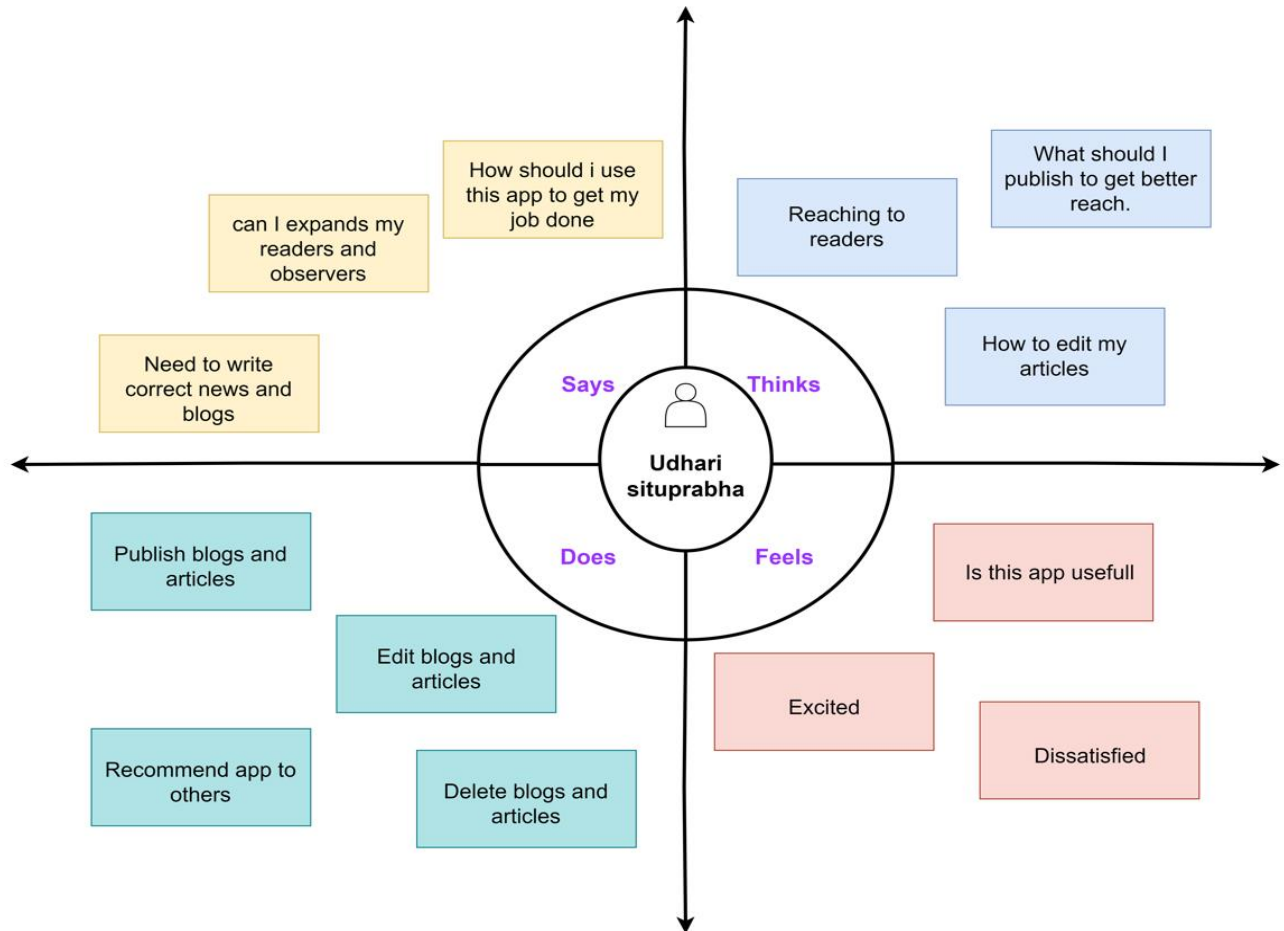 How should i use
this app to get my
job done
can I expands my
readers and
observers
Need to write
correct news and
blogs
What should I
publish to get better
reach.
Reaching to
readers
How to edit my
articles
Says
Thinks
Udhari
situprabha
Does
Feels
Publish blogs and
articles
Edit blogs and
articles
Recommend app to
others
Delete blogs and
articles
Is this app usefull
Excited
Dissatisfied